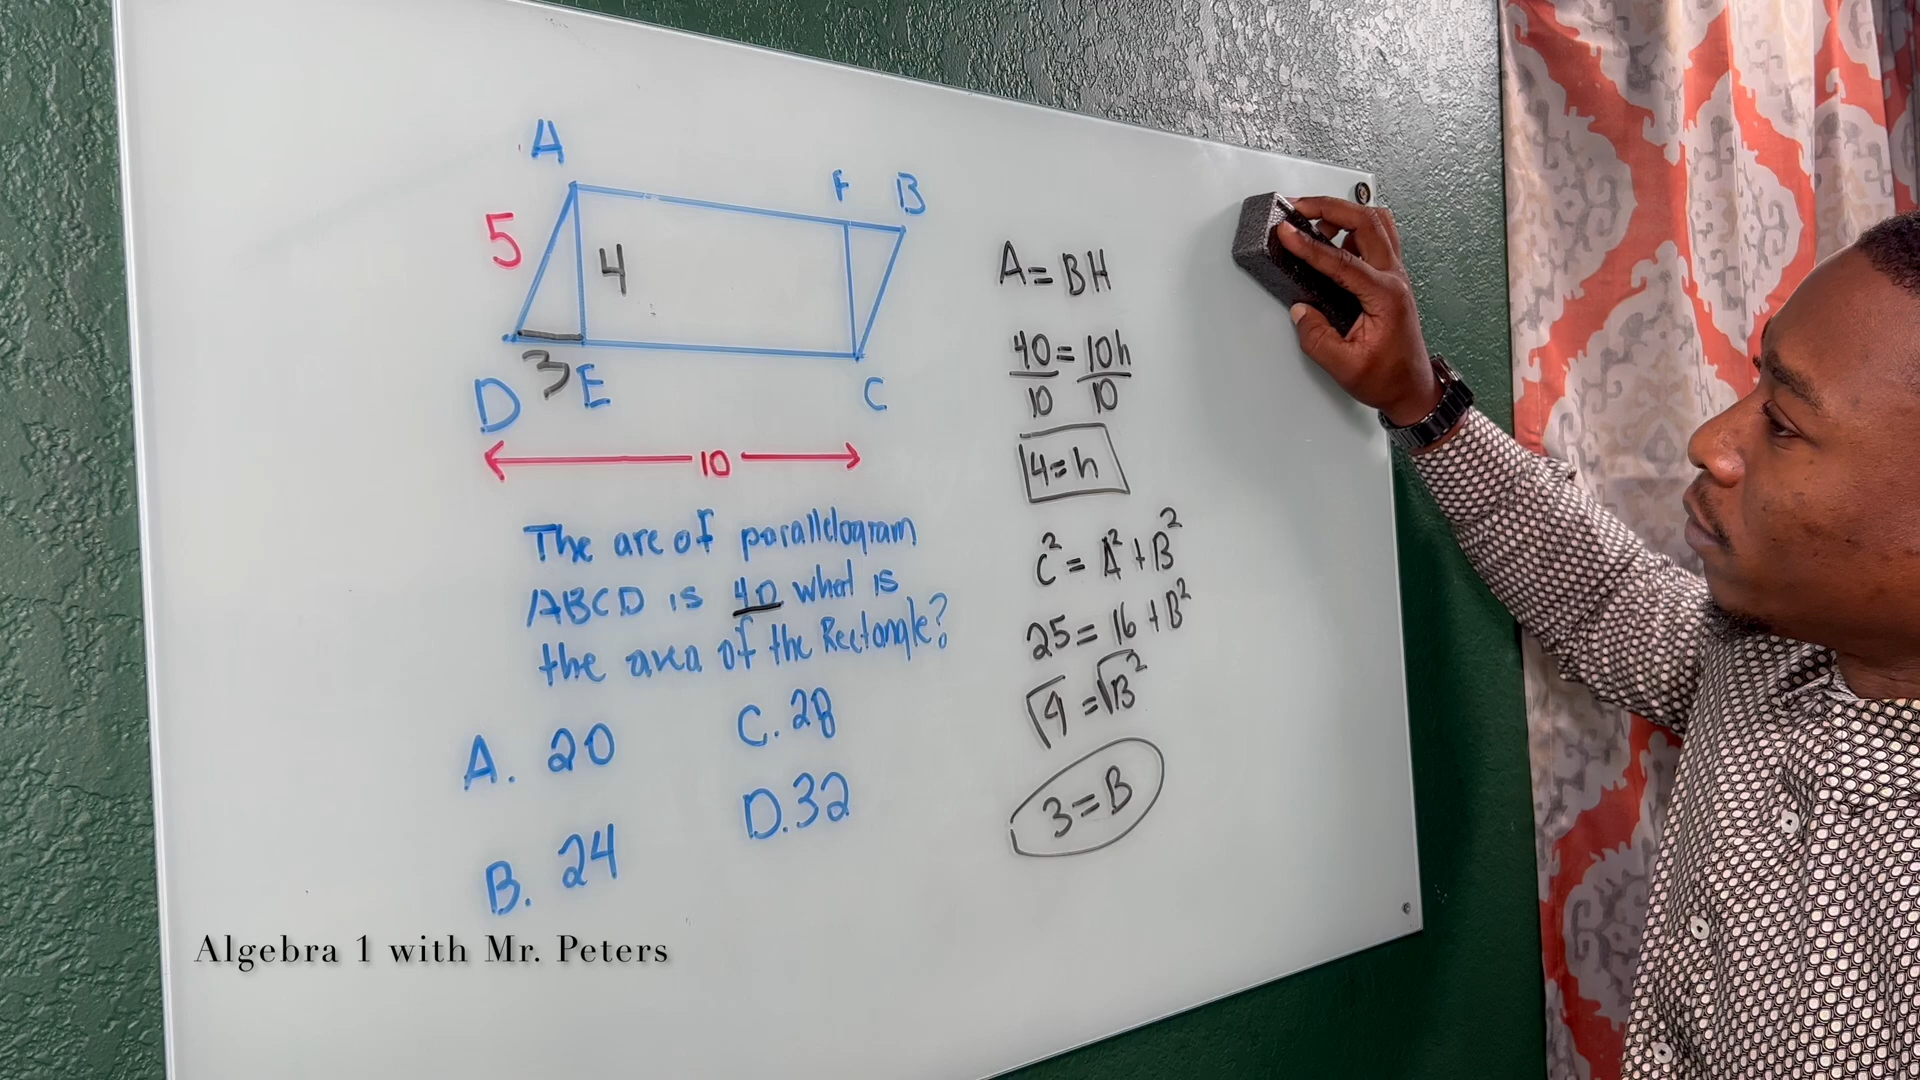 A
F B
5
4
3
D E C
10
The are of parallelogram
ABCD is 40 what is
the area of the Rectangle?
A. 20
C. 28
B. 24
D. 32
A = BH
40 = 10h
10 10
4 = h
C² = A² + B²
25 = 16 + B²
√9 = √B²
3 = B
Algebra 1 with Mr. Peters